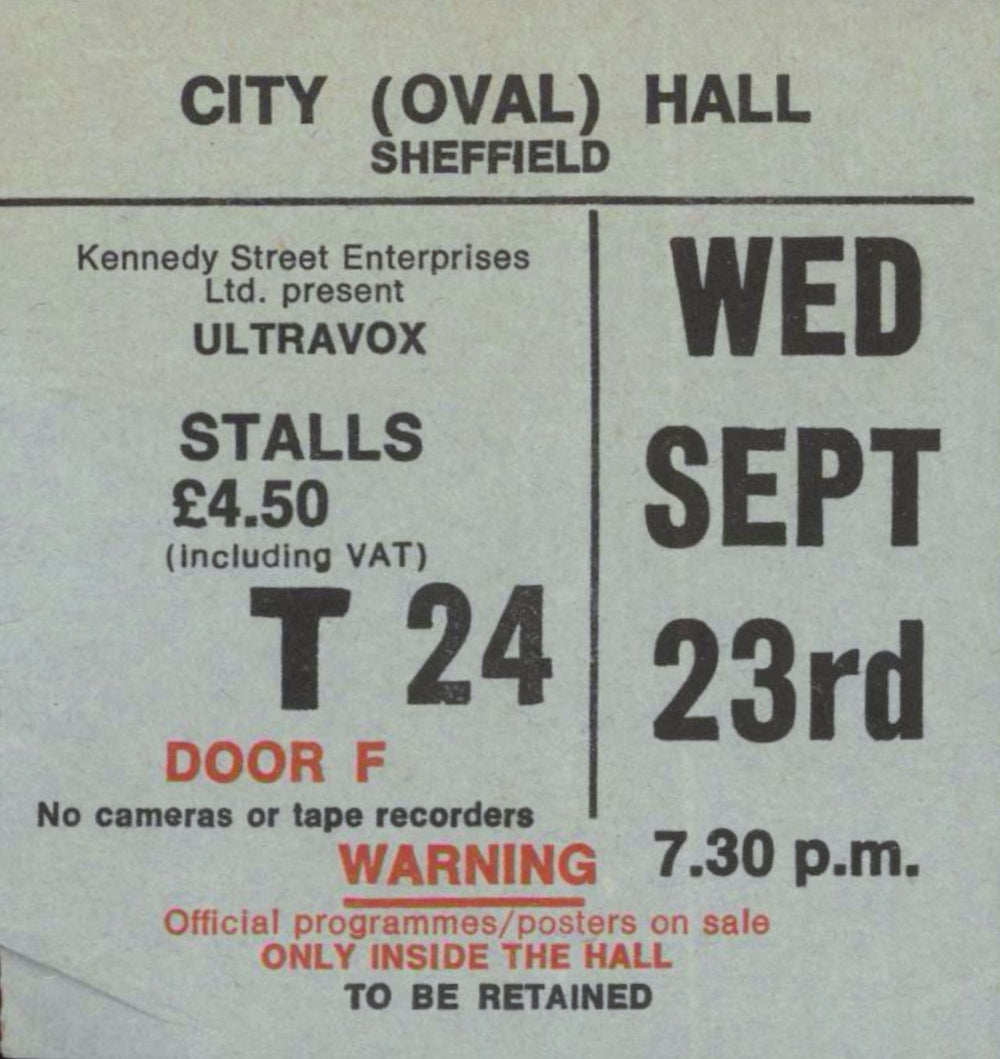 CITY (OVAL) HALL
SHEFFIELD
Kennedy Street Enterprises
Ltd. present
ULTRAVOX
STALLS
£4.50
(including VAT)
T 24
DOOR F
No cameras or tape recorders
WED
SEPT
23rd
7.30 p.m.
WARNING
Official programmes/posters on sale
ONLY INSIDE THE HALL
TO BE RETAINED